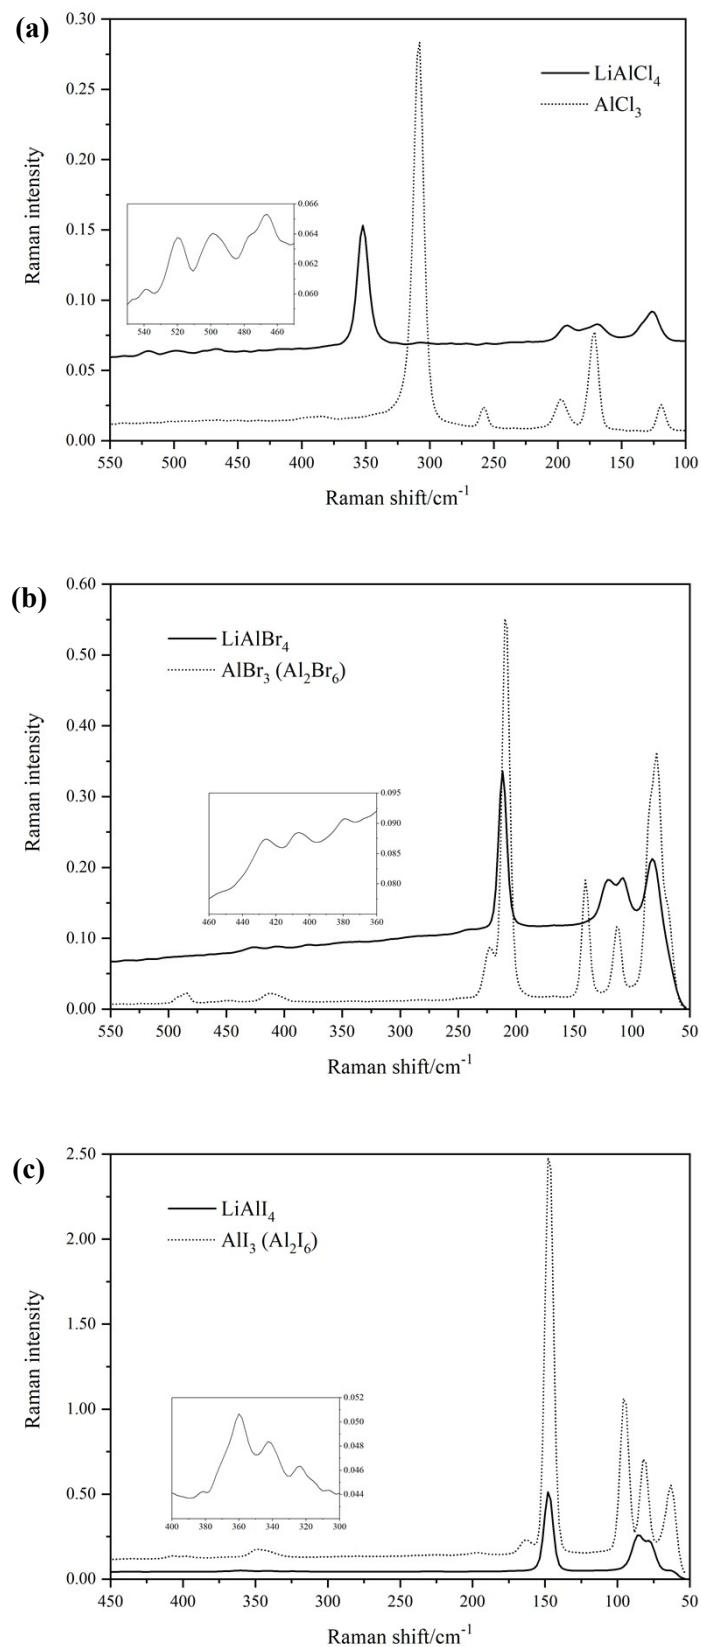 (a)
0.30
0.25
0.20
0.15
0.10
0.05
0.00
Raman intensity
LiAlCl4
AlCl3
0.066
0.064
0.062
0.060
540 520 500 480 460
550 500 450 400 350 300 250 200 150 100
Raman shift/cm-1
(b)
0.60
0.50
0.40
0.30
0.20
0.10
0.00
Raman intensity
LiAlBr4
AlBr3 (Al2Br6)
0.095
0.090
0.085
0.080
460 440 420 400 380 360
550 500 450 400 350 300 250 200 150 100 50
Raman shift/cm-1
(c)
2.50
2.00
1.50
1.00
0.50
0.00
Raman intensity
LiAlI4
AlI3 (Al2I6)
0.052
0.050
0.048
0.046
0.044
400 380 360 340 320 300
450 400 350 300 250 200 150 100 50
Raman shift/cm-1